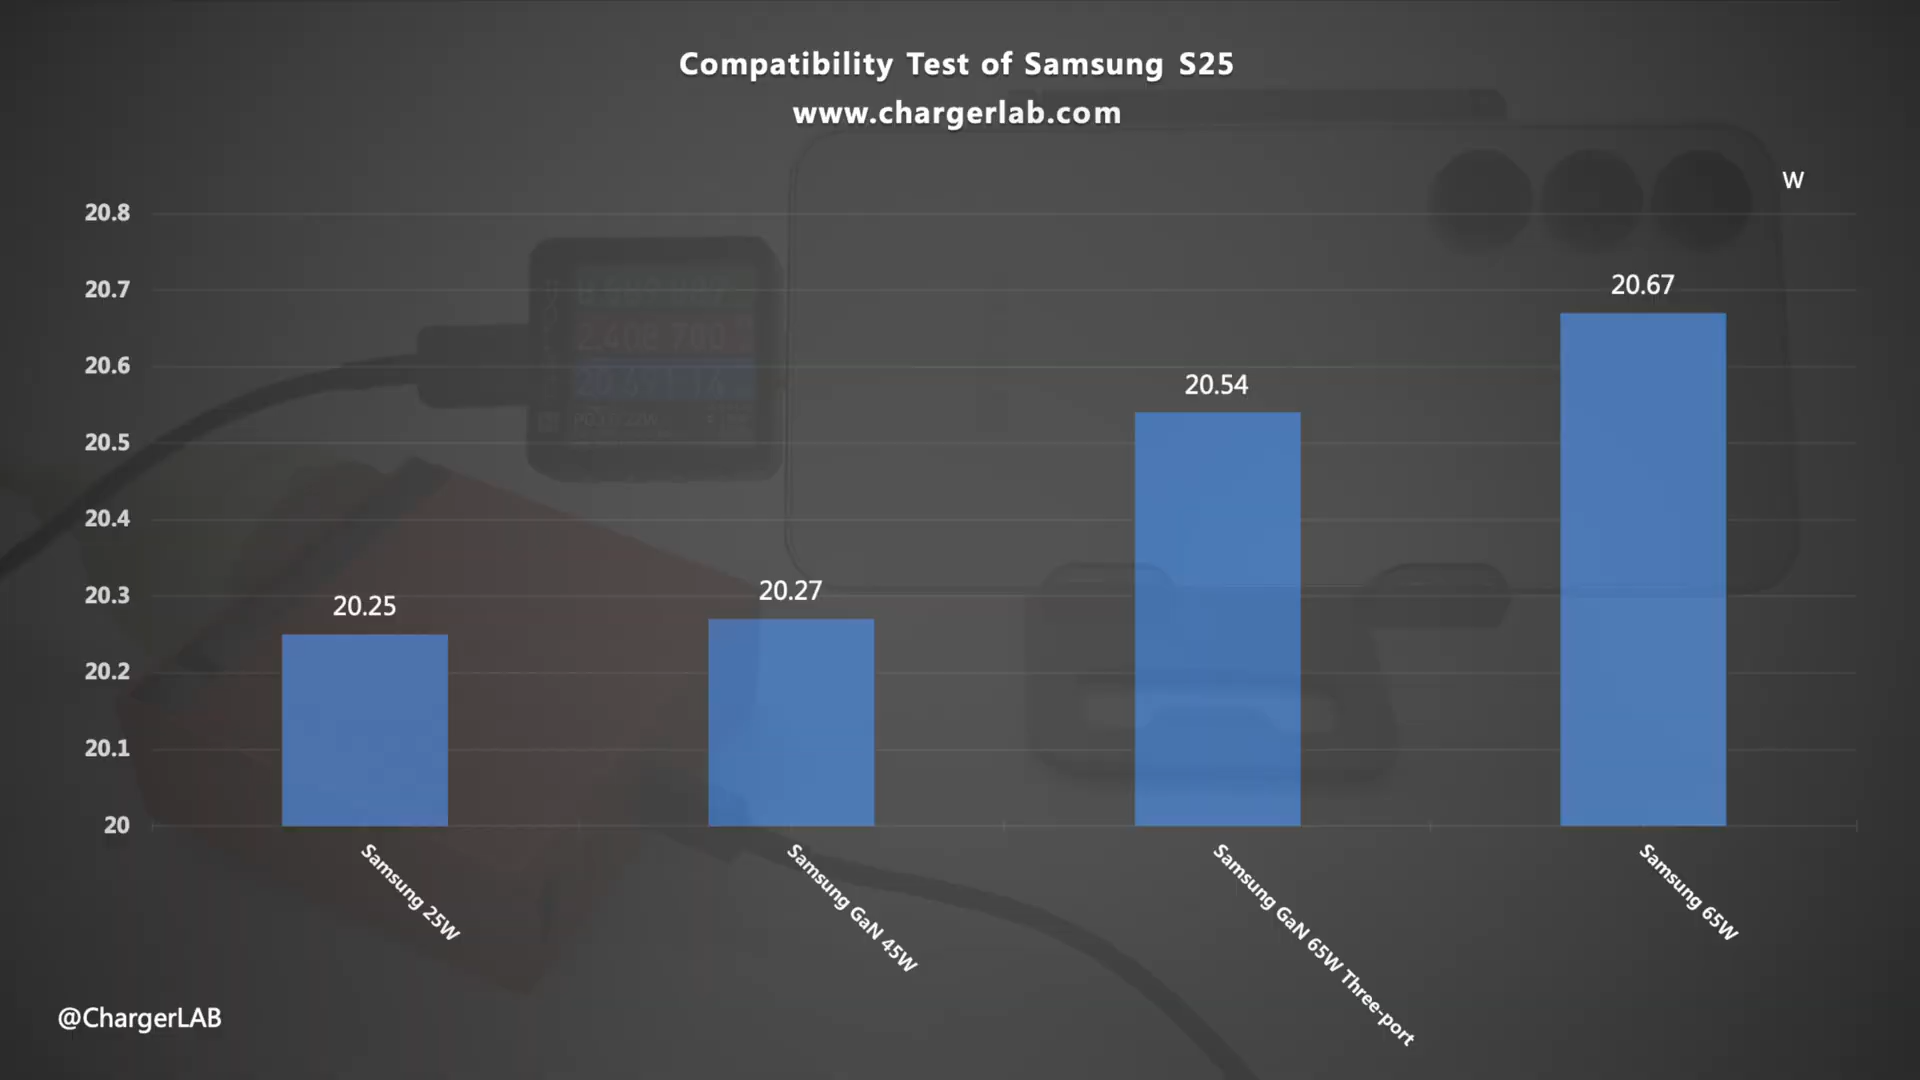 Compatibility Test of Samsung S25
www.chargerlab.com
W
20.8
20.7
20.6
20.5
20.4
20.3
20.2
20.1
20
20.25
20.27
20.54
20.67
Samsung 25W
Samsung GaN 45W
Samsung GaN 65W Three-port
Samsung 65W
@ChargerLAB